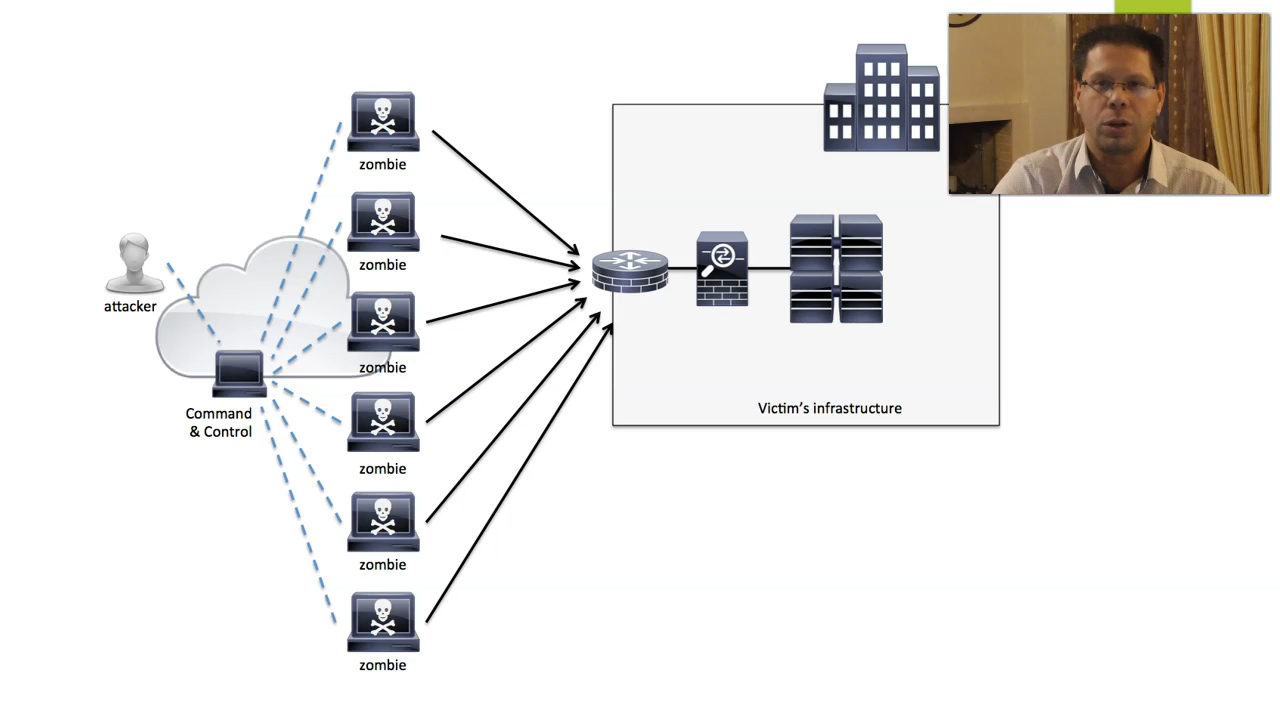 zombie
zombie
attacker
zombie
Command
& Control
Victim's infrastructure
zombie
zombie
zombie